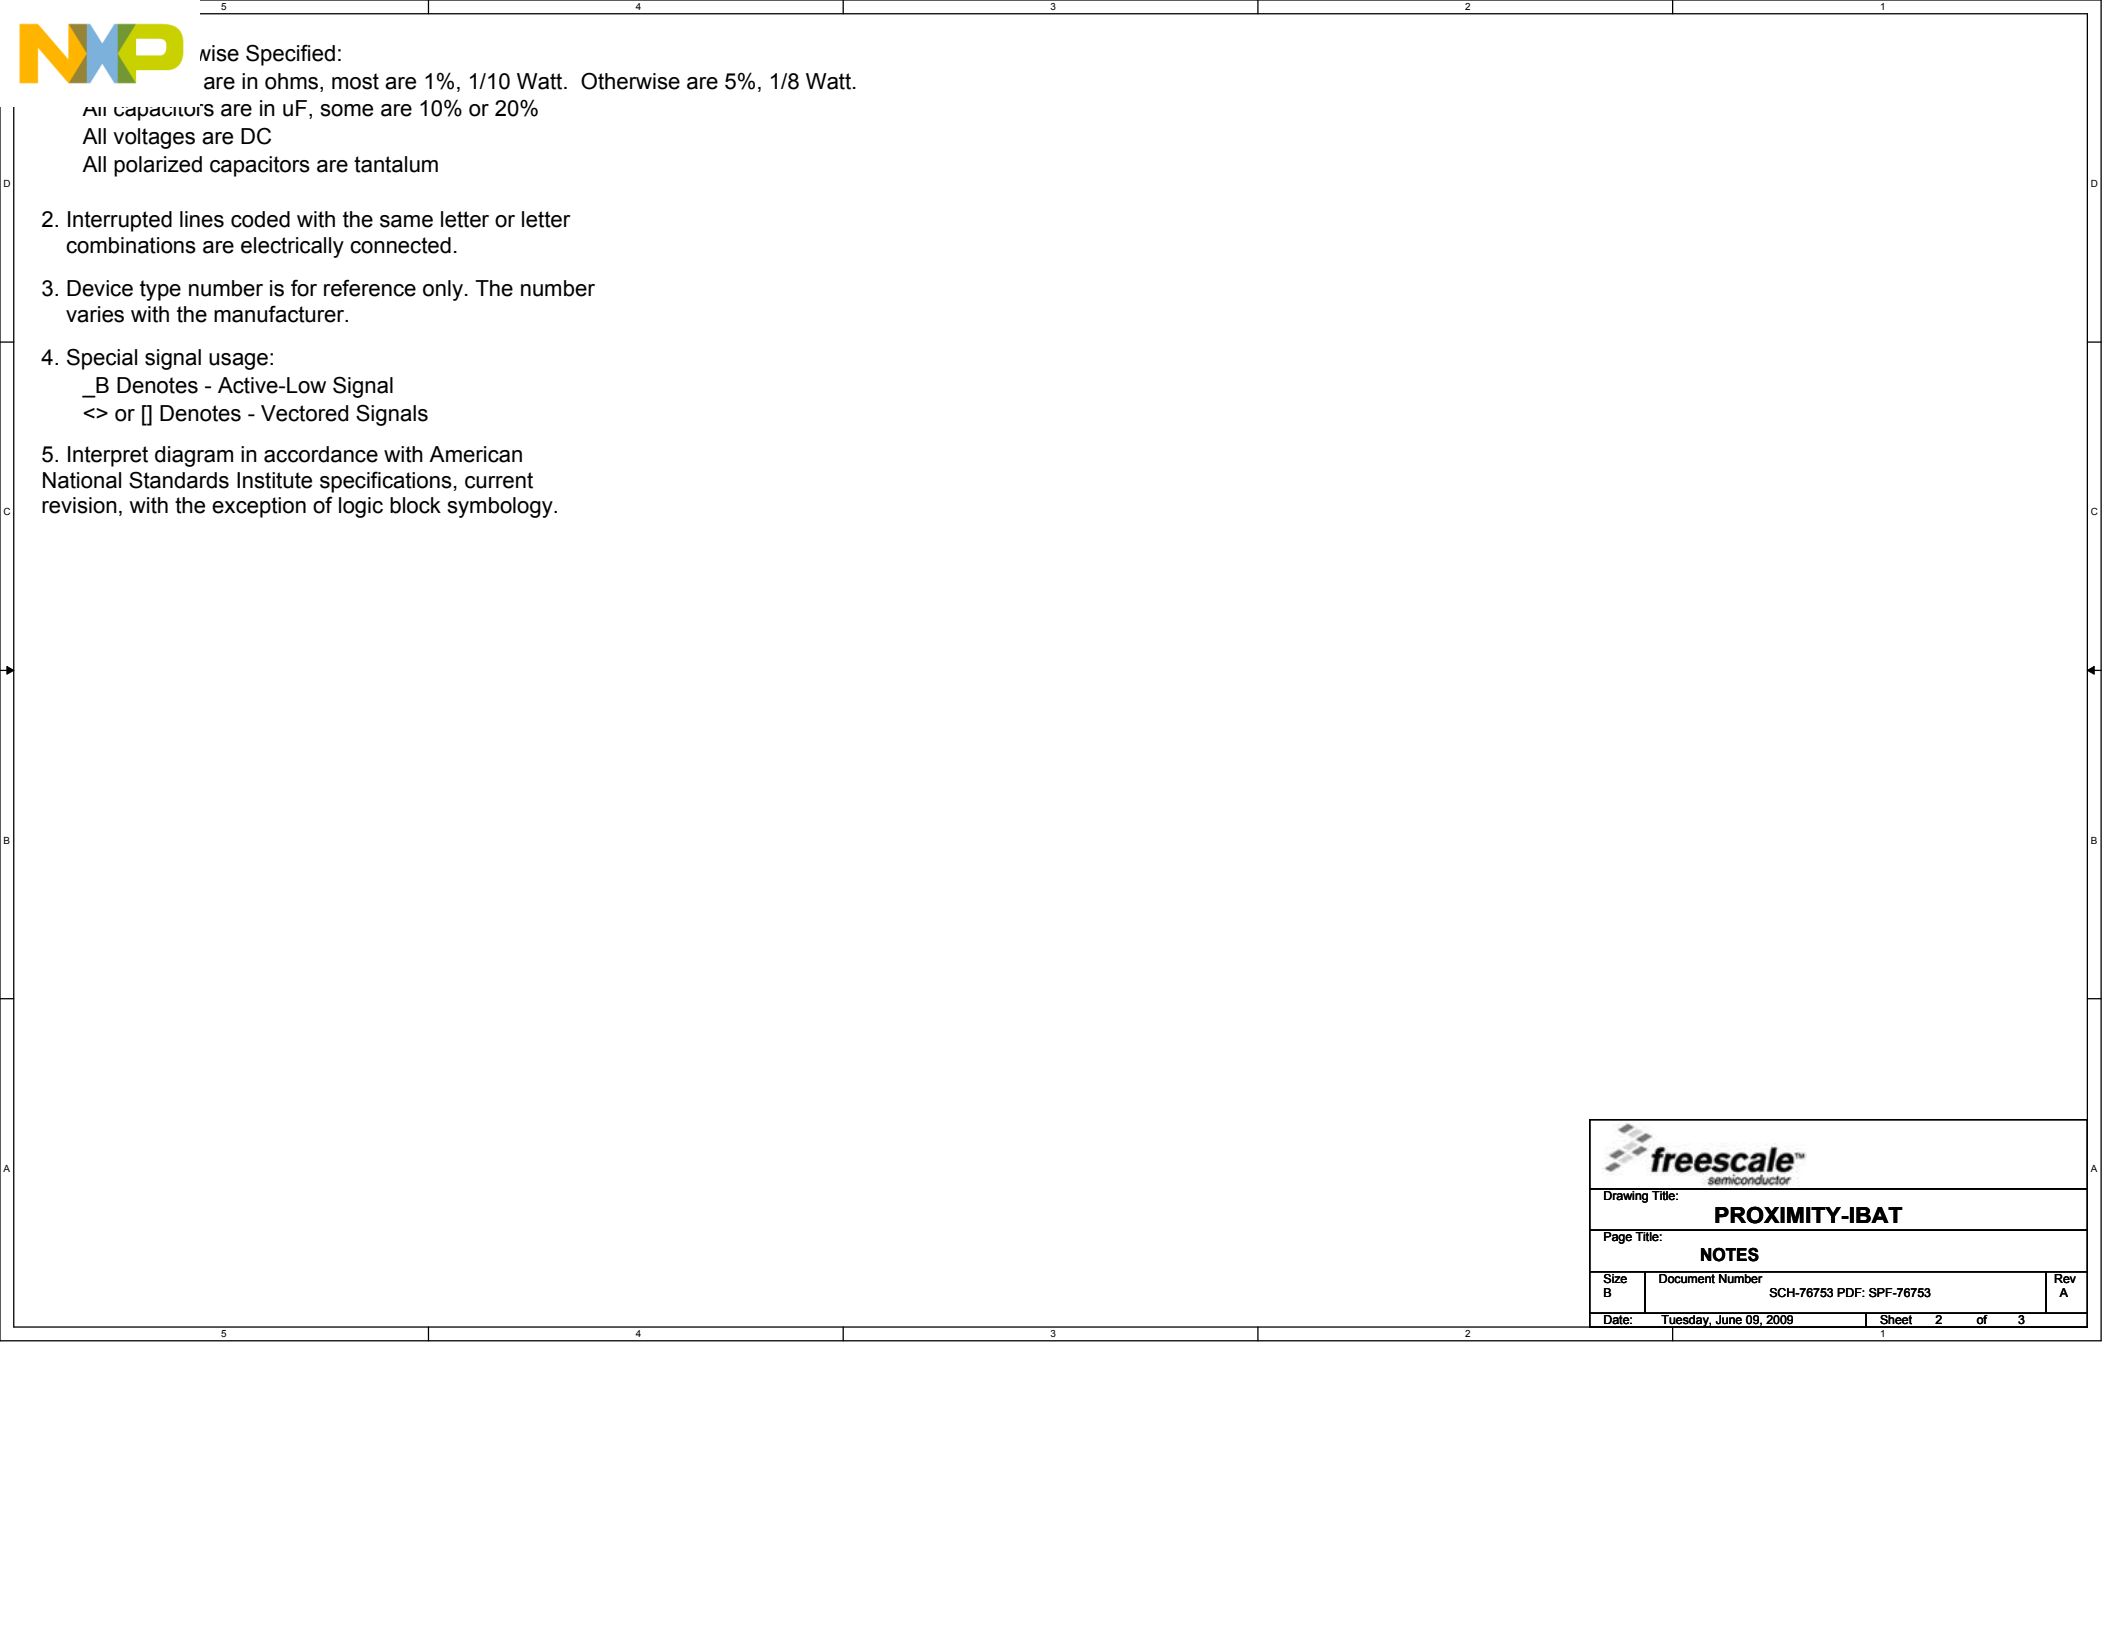 5 4 3 2 1
NXP
wise Specified:
are in ohms, most are 1%, 1/10 Watt. Otherwise are 5%, 1/8 Watt.
All capacitors are in uF, some are 10% or 20%
All voltages are DC
All polarized capacitors are tantalum
D D
2. Interrupted lines coded with the same letter or letter
combinations are electrically connected.
3. Device type number is for reference only. The number
varies with the manufacturer.
4. Special signal usage:
_B Denotes - Active-Low Signal
<> or [] Denotes - Vectored Signals
5. Interpret diagram in accordance with American
National Standards Institute specifications, current
revision, with the exception of logic block symbology.
C C
B B
A A
freescale™
semiconductor
Drawing Title:
PROXIMITY-IBAT
Page Title:
NOTES
Size Document Number Rev
B SCH-76753 PDF: SPF-76753 A
Date: Tuesday, June 09, 2009 Sheet 2 of 3
5 4 3 2 1